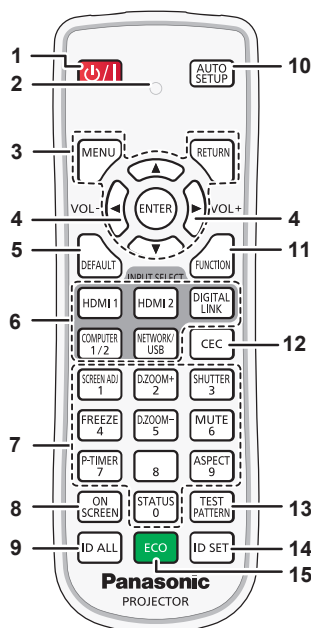 1
⏻/|
2
AUTO
SETUP
10
3
MENU
RETURN
4
VOL-
ENTER
VOL+
4
5
DEFAULT
FUNCTION
11
INPUT SELECT
6
HDMI 1
HDMI 2
DIGITAL
LINK
COMPUTER
1/2
NETWORK/
USB
CEC
12
7
SCREEN ADJ
1
D.ZOOM+
2
SHUTTER
3
FREEZE
4
D.ZOOM−
5
MUTE
6
P-TIMER
7
8
ASPECT
9
8
ON
SCREEN
STATUS
0
TEST
PATTERN
13
9
ID ALL
ECO
ID SET
14
15
Panasonic
PROJECTOR